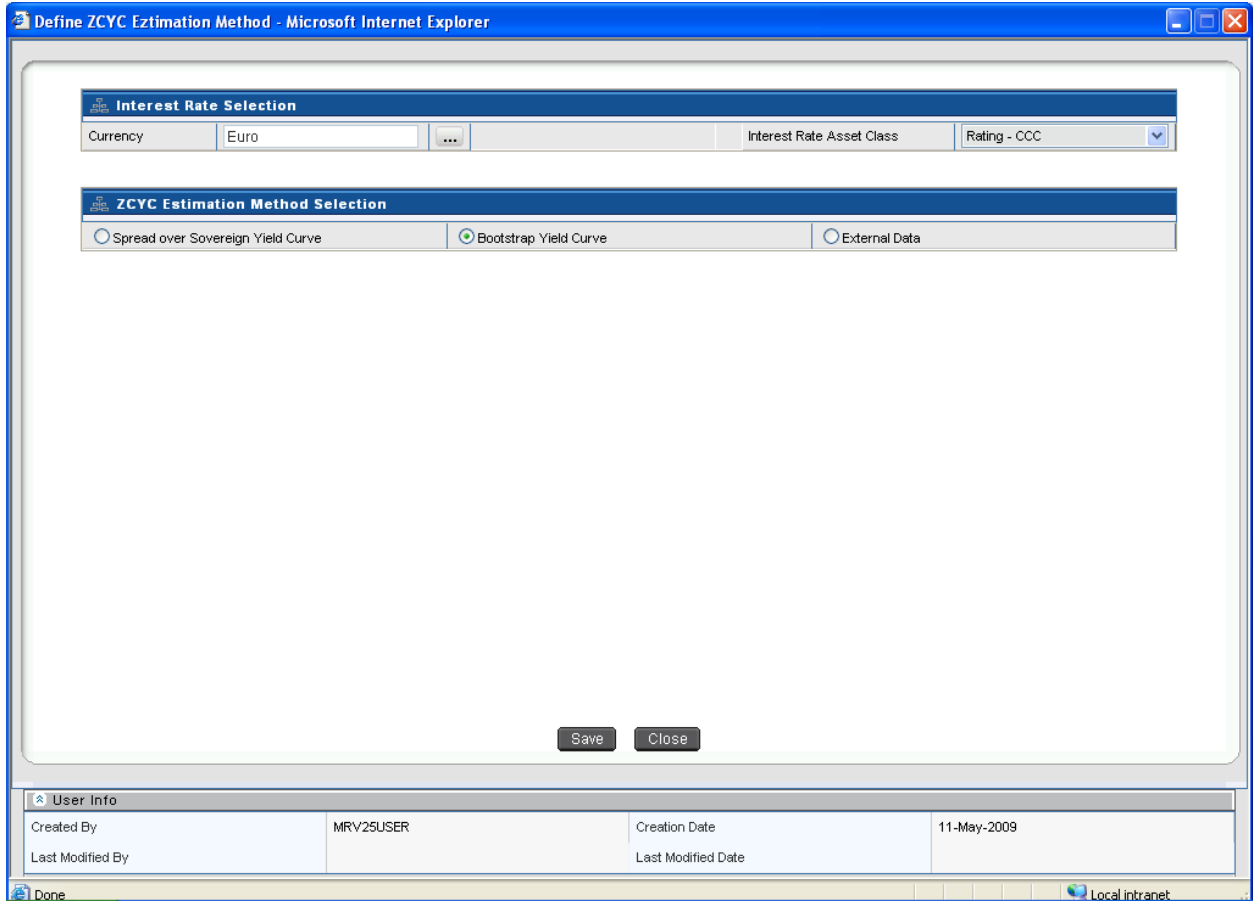 Define ZCYC Eztimation Method - Microsoft Internet Explorer
Interest Rate Selection
Currency Euro ... Interest Rate Asset Class Rating - CCC
ZCYC Estimation Method Selection
Spread over Sovereign Yield Curve Bootstrap Yield Curve External Data
Save Close
User Info
Created By MRV25USER Creation Date 11-May-2009
Last Modified By Last Modified Date
Done Local intranet